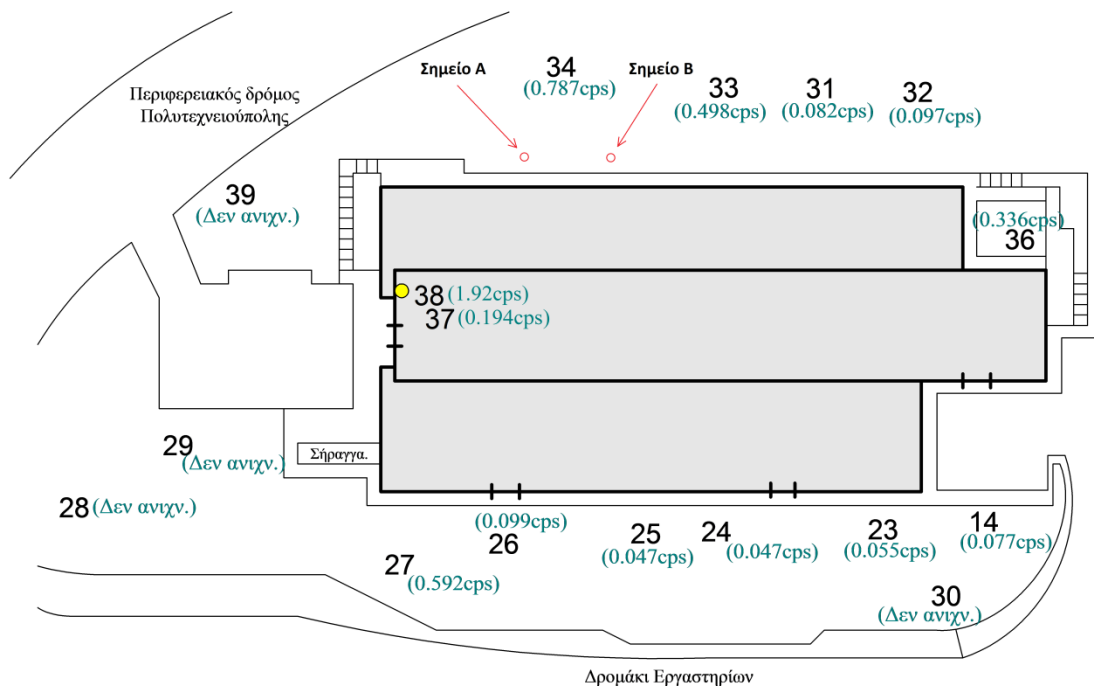 Σημείο Α
34
(0.787cps)
Σημείο Β
33
(0.498cps)
31
(0.082cps)
32
(0.097cps)
Περιφερειακός δρόμος
Πολυτεχνειούπολης
39
(Δεν ανιχν.)
(0.336cps)
36
38 (1.92cps)
37 (0.194cps)
29
(Δεν ανιχν.)
Σήραγγα.
28 (Δεν ανιχν.)
(0.099cps)
26
25
(0.047cps)
24
(0.047cps)
23
(0.055cps)
14
(0.077cps)
27
(0.592cps)
30
(Δεν ανιχν.)
Δρομάκι Εργαστηρίων